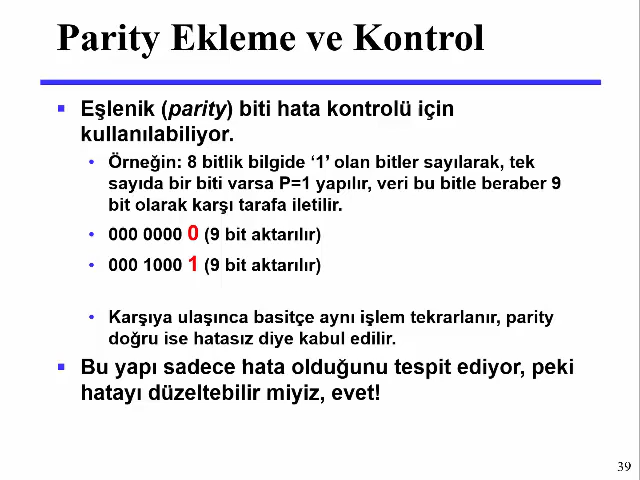 Parity Ekleme ve Kontrol
▪ Eşlenik (parity) biti hata kontrolü için
kullanılabiliyor.
• Örneğin: 8 bitlik bilgide ‘1’ olan bitler sayılarak, tek
sayıda bir biti varsa P=1 yapılır, veri bu bitle beraber 9
bit olarak karşı tarafa iletilir.
• 000 0000 0 (9 bit aktarılır)
• 000 1000 1 (9 bit aktarılır)
• Karşıya ulaşınca basitçe aynı işlem tekrarlanır, parity
doğru ise hatasız diye kabul edilir.
▪ Bu yapı sadece hata olduğunu tespit ediyor, peki
hatayı düzeltebilir miyiz, evet!
39